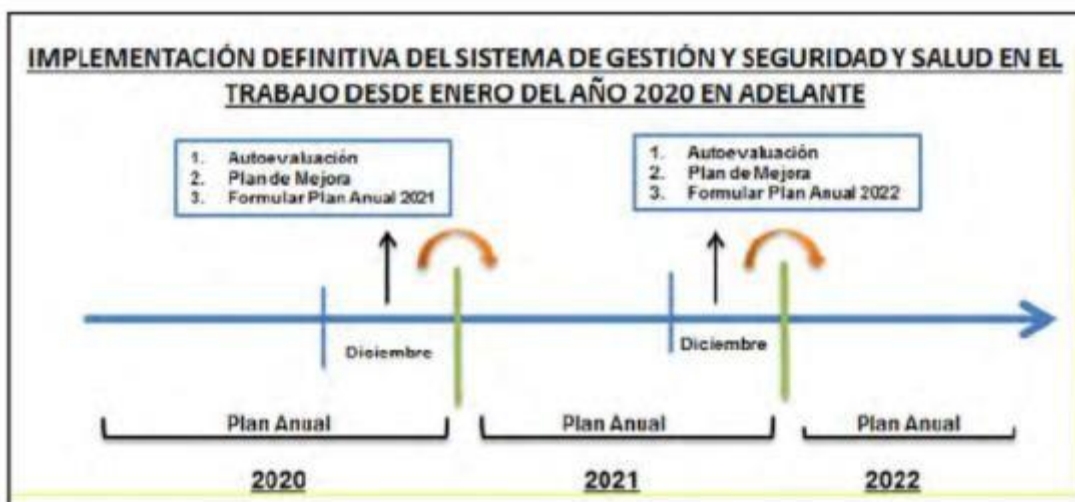 IMPLEMENTACIÓN DEFINITIVA DEL SISTEMA DE GESTIÓN Y SEGURIDAD Y SALUD EN EL
TRABAJO DESDE ENERO DEL AÑO 2020 EN ADELANTE
1. Autoevaluación
2. Plan de Mejora
3. Formular Plan Anual 2021
1. Autoevaluación
2. Plan de Mejora
3. Formular Plan Anual 2022
Diciembre
Diciembre
Plan Anual
Plan Anual
Plan Anual
2020
2021
2022